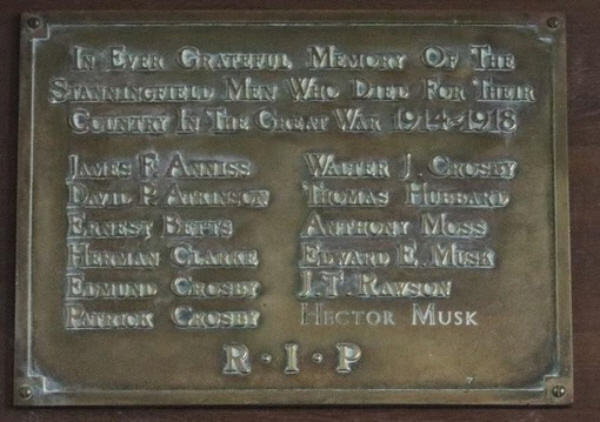 In Ever Grateful Memory Of The
Stanningfield Men Who Died For Their
Country In The Great War 1914-1918
James F. Anniss
David P. Atkinson
Ernest Betts
Herman Clarke
Edmund Crosby
Patrick Crosby
Walter J. Crosby
Thomas Hubbard
Anthony Moss
Edward E. Musk
J. T. Rawson
Hector Musk
R · I · P